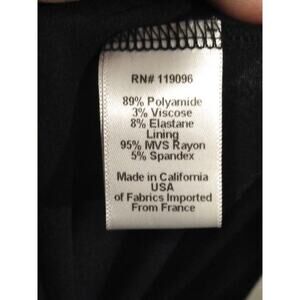 RN# 119096
89% Polyamide
3% Viscose
8% Elastane
Lining
95% MVS Rayon
5% Spandex
Made in California
USA
of Fabrics Imported
From France